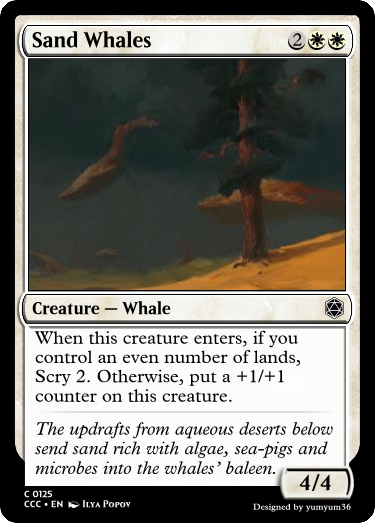 Sand Whales 2
Creature — Whale
When this creature enters, if you
control an even number of lands,
Scry 2. Otherwise, put a +1/+1
counter on this creature.
The updrafts from aqueous deserts below
send sand rich with algae, sea-pigs and
microbes into the whales' baleen.
4/4
C 0125
CCC • EN Ilya Popov
Designed by yumyum36